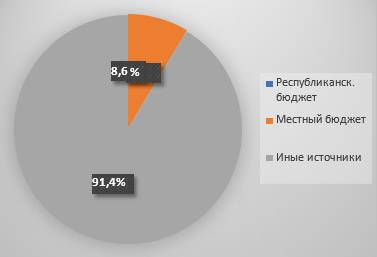 8,6 %
91,4%
Республиканск.
бюджет
Местный бюджет
Иные источники